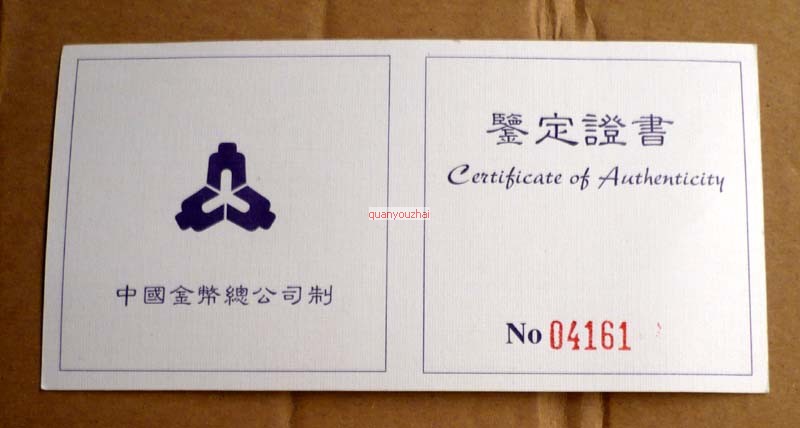 中國金幣總公司制
鑒定證書
Certificate of Authenticity
No 04161
quanyouzhai